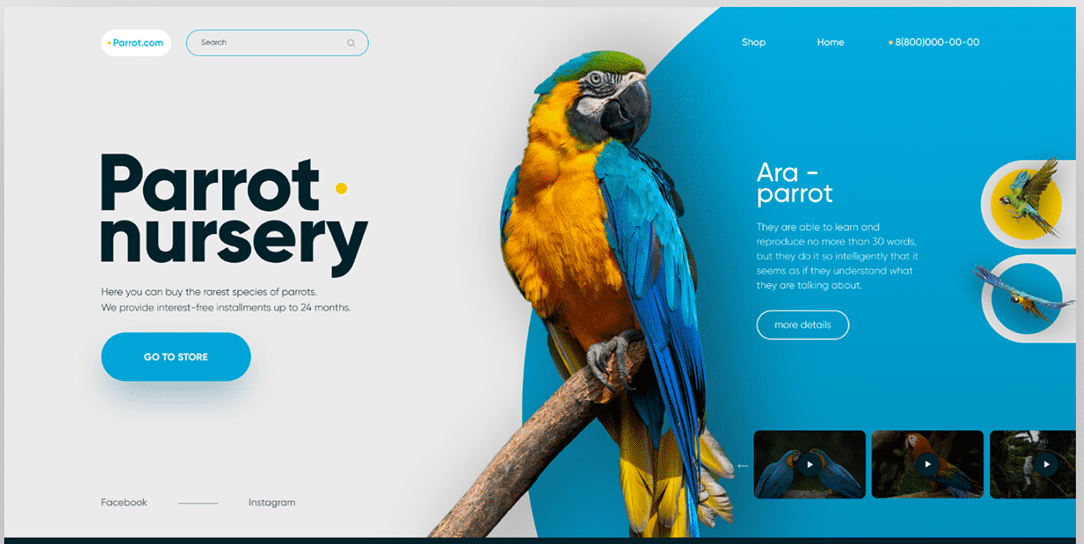 Parrot.com
Search
Shop
Home
8(800)000-00-00
Parrot
nursery
Here you can buy the rarest species of parrots.
We provide interest-free installments up to 24 months.
GO TO STORE
Ara -
parrot
They are able to learn and
reproduce no more than 30 words,
but they do it so intelligently that it
seems as if they understand what
they are talking about.
more details
Facebook
Instagram